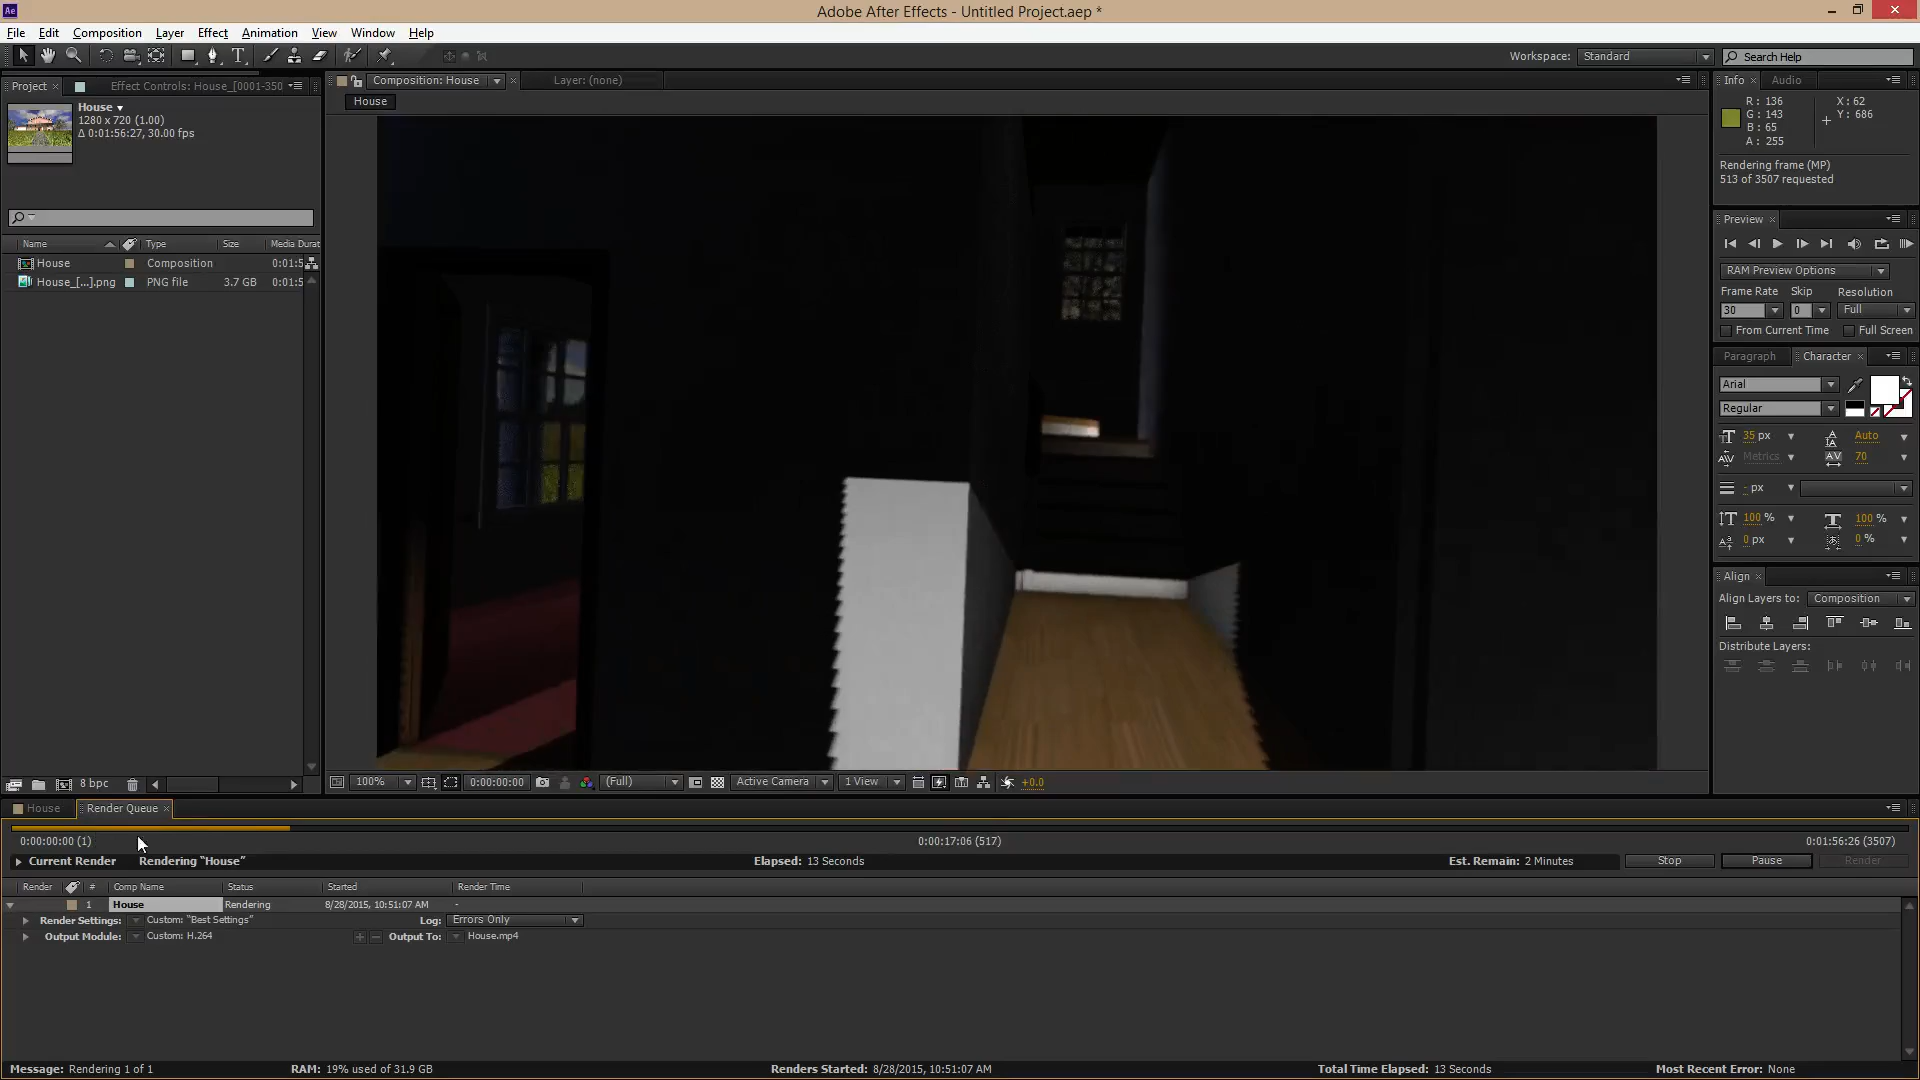 Ae
Adobe After Effects - Untitled Project.aep *
File Edit Composition Layer Effect Animation View Window Help
T Workspace: Standard Search Help
Project × Effect Controls: House_[0001-350
Composition: House × Layer: (none)
House
House
1280 x 720 (1.00)
Δ 0:01:56:27, 30.00 fps
Name Type Size Media Durat
House Composition 0:01:5
House_[...].png PNG file 3.7 GB 0:01:5
8 bpc
100% 0:00:00:00 (Full) Active Camera 1 View +0.0
Info × Audio
R: 136 X: 62
G: 143 Y: 686
B: 65
A: 255
Rendering frame (MP)
513 of 3507 requested
Preview ×
RAM Preview Options
Frame Rate Skip Resolution
30 0 Full
From Current Time Full Screen
Paragraph Character ×
Arial
Regular
35 px Auto
Metrics 70
- px
100 % 100 %
0 px 0 %
Align ×
Align Layers to: Composition
Distribute Layers:
House Render Queue ×
0:00:00:00 (1) 0:00:17:06 (517) 0:01:56:26 (3507)
Current Render Rendering "House" Elapsed: 13 Seconds Est. Remain: 2 Minutes Stop Pause Render
Render # Comp Name Status Started Render Time
1 House Rendering 8/28/2015, 10:51:07 AM -
Render Settings: Custom: "Best Settings" Log: Errors Only
Output Module: Custom: H.264 + − Output To: House.mp4
Message: Rendering 1 of 1 RAM: 19% used of 31.9 GB Renders Started: 8/28/2015, 10:51:07 AM Total Time Elapsed: 13 Seconds Most Recent Error: None